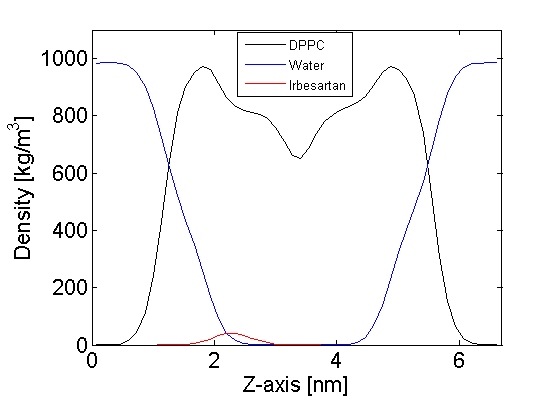 DPPC
Water
Irbesartan
1000
800
600
400
200
0
Density [kg/m³]
0 2 4 6
Z-axis [nm]